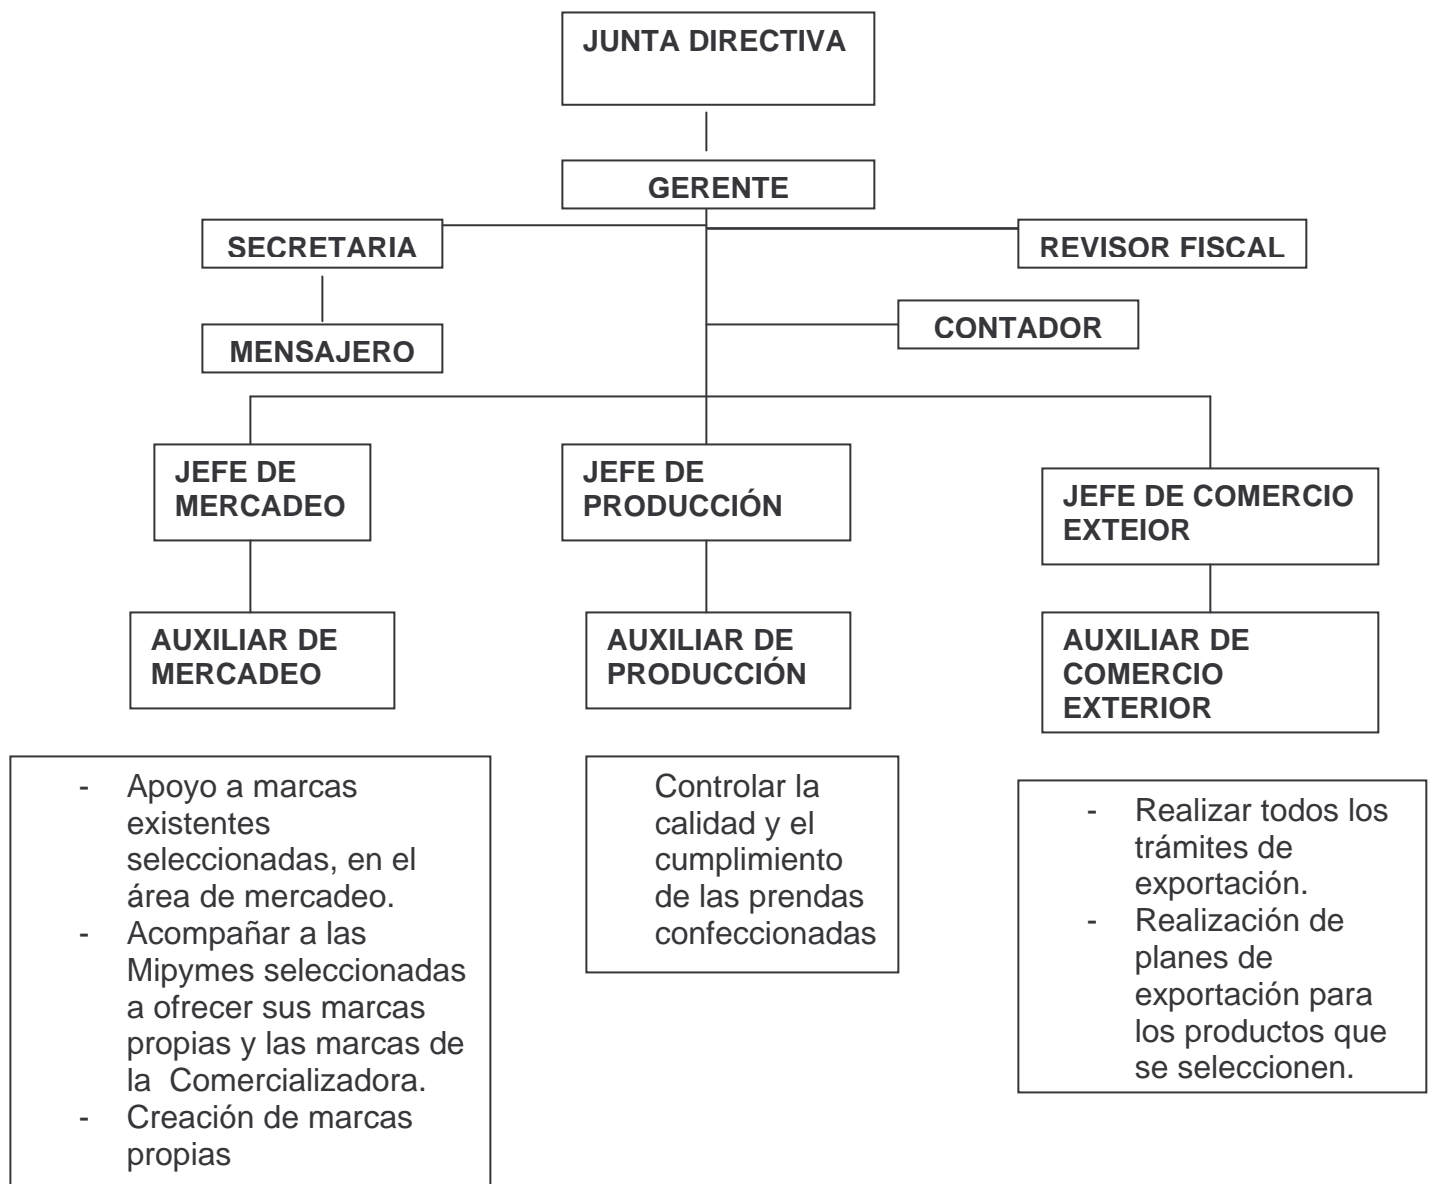 JUNTA DIRECTIVA
GERENTE
SECRETARIA
REVISOR FISCAL
CONTADOR
MENSAJERO
JEFE DE
MERCADEO
JEFE DE
PRODUCCIÓN
JEFE DE COMERCIO
EXTEIOR
AUXILIAR DE
MERCADEO
AUXILIAR DE
PRODUCCIÓN
AUXILIAR DE
COMERCIO
EXTERIOR
- Apoyo a marcas
existentes
seleccionadas, en el
área de mercadeo.
- Acompañar a las
Mipymes seleccionadas
a ofrecer sus marcas
propias y las marcas de
la Comercializadora.
- Creación de marcas
propias
Controlar la
calidad y el
cumplimiento
de las prendas
confeccionadas
- Realizar todos los
trámites de
exportación.
- Realización de
planes de
exportación para
los productos que
se seleccionen.